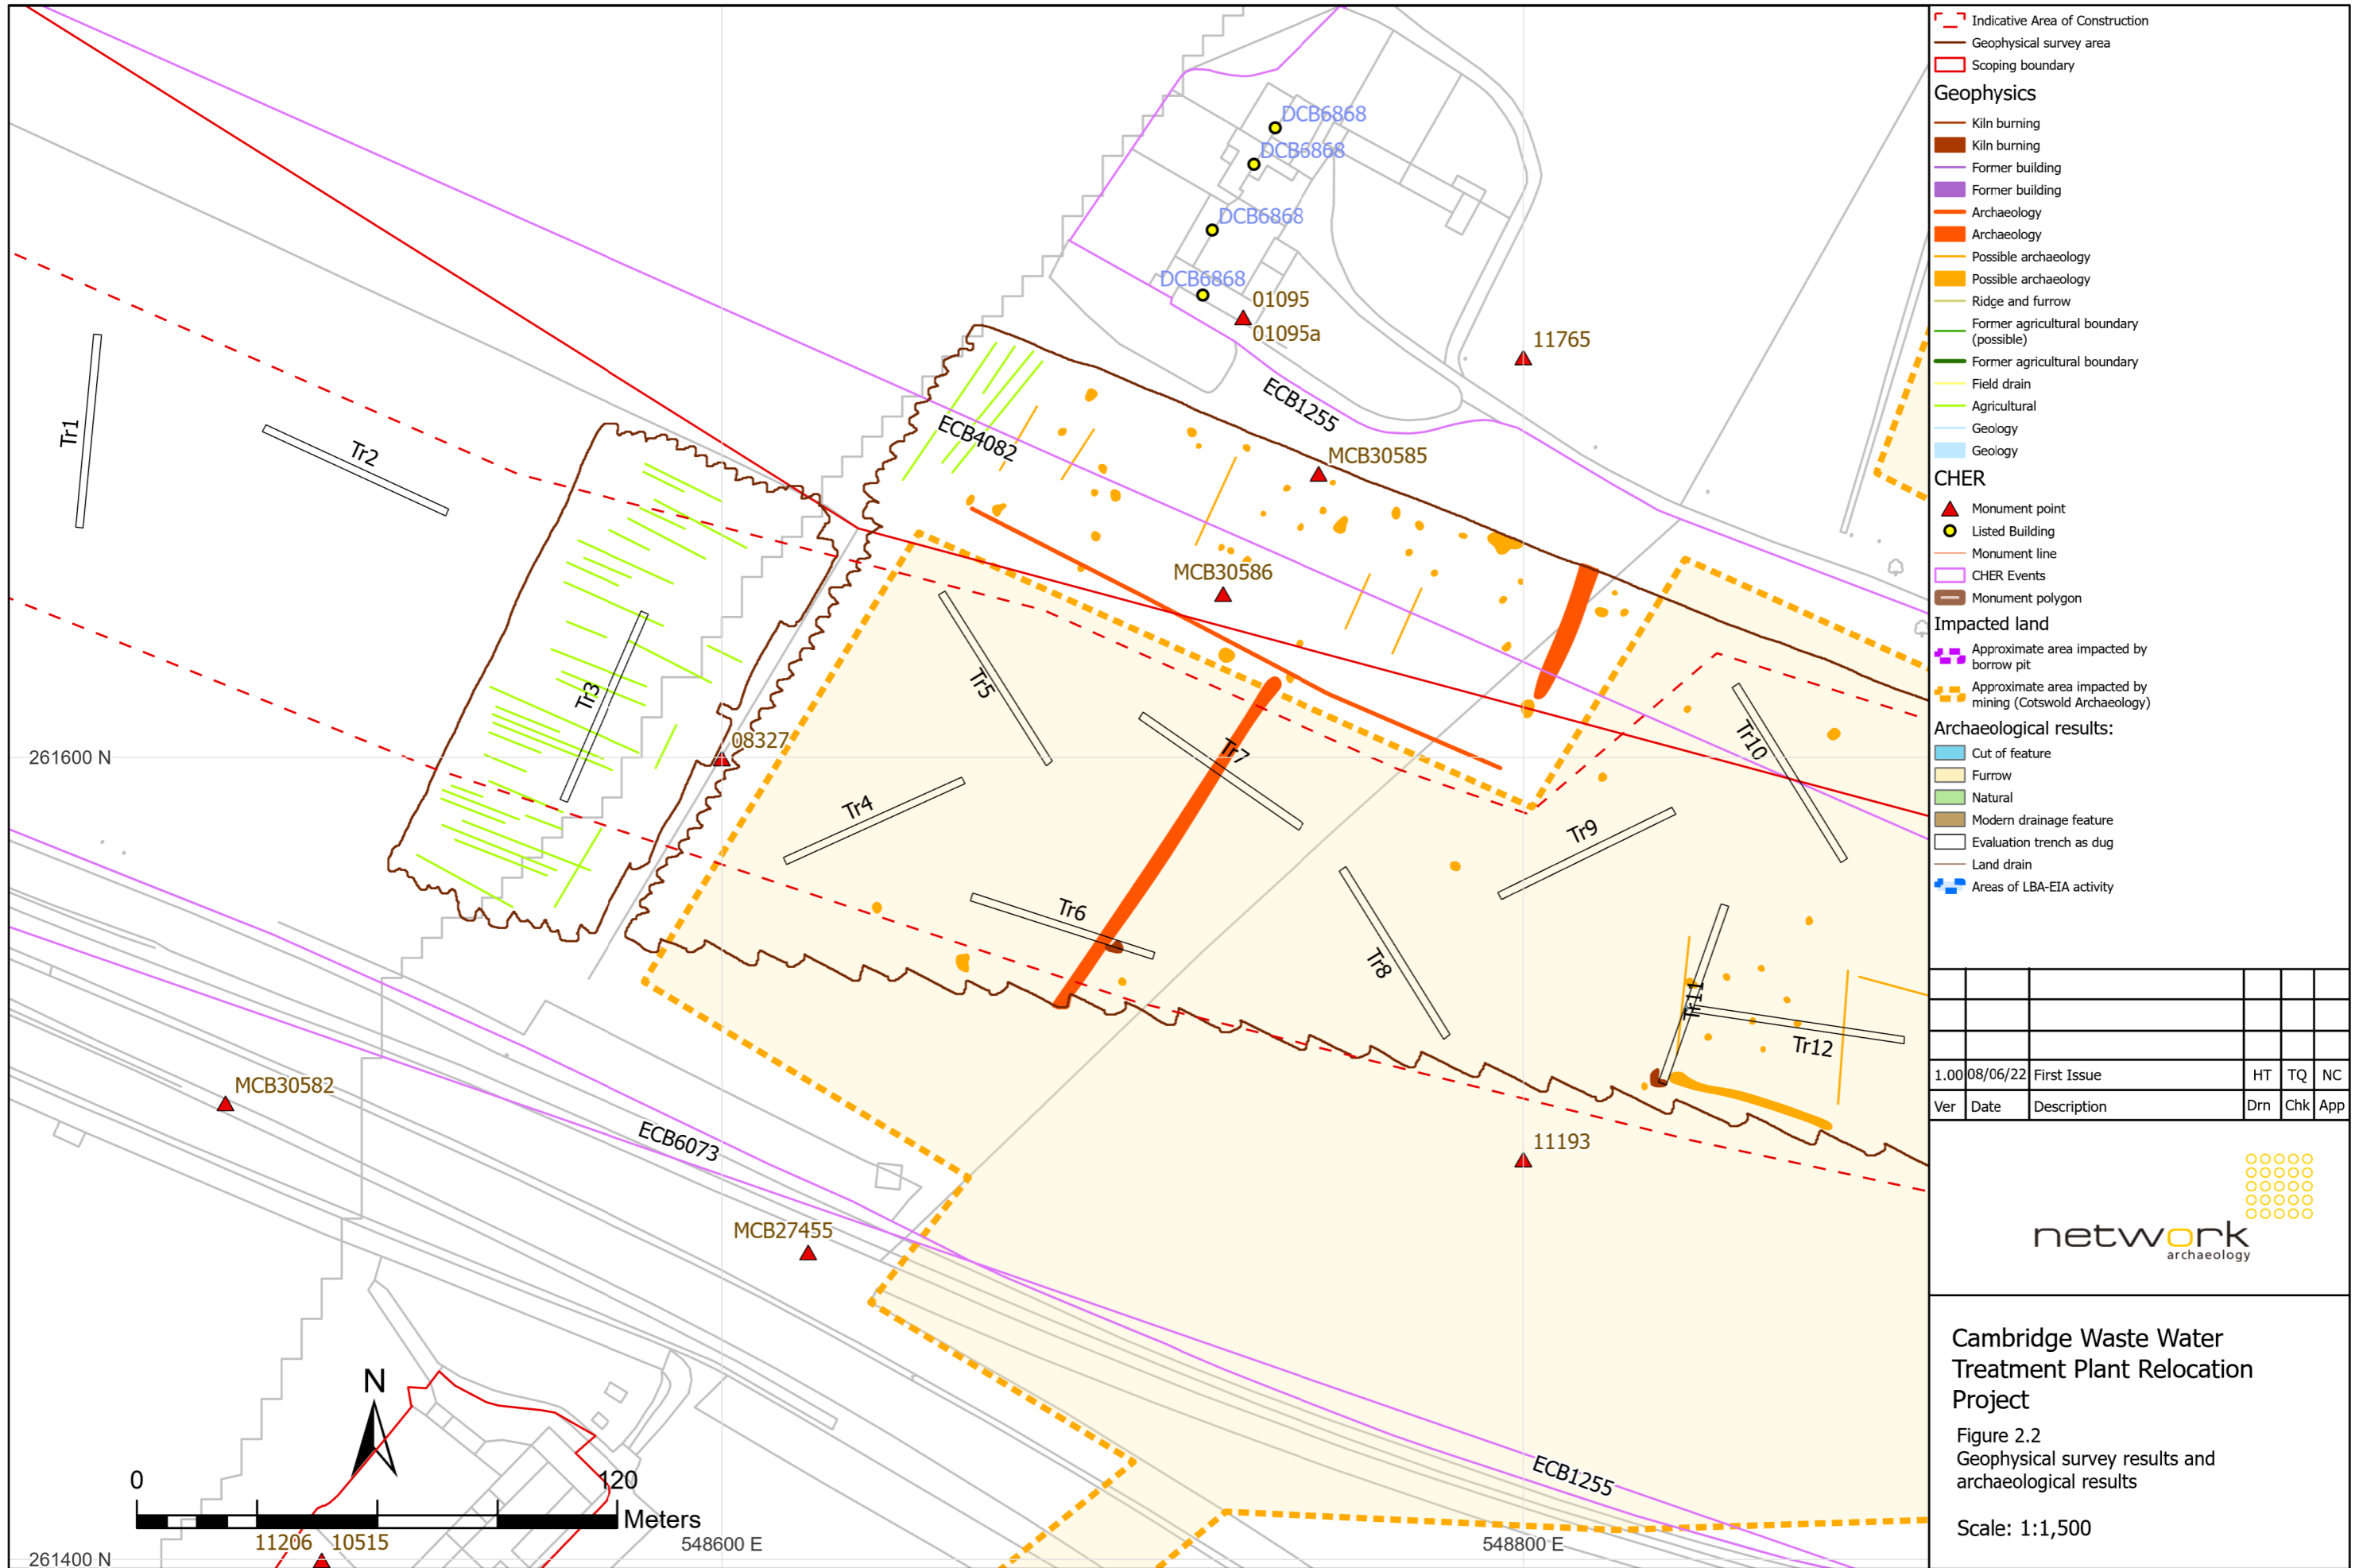 DCB6868
DCB6868
DCB6868
DCB6868
01095
01095a
11765
ECB1255
ECB4082
MCB30585
MCB30586
Tr1
Tr2
Tr3
Tr5
Tr7
Tr10
08327
261600 N
Tr4
Tr9
Tr6
Tr8
Tr11
Tr12
MCB30582
ECB6073
11193
MCB27455
ECB1255
N
0
120
Meters
11206
10515
548600 E
548800 E
261400 N
Indicative Area of Construction
Geophysical survey area
Scoping boundary
Geophysics
Kiln burning
Kiln burning
Former building
Former building
Archaeology
Archaeology
Possible archaeology
Possible archaeology
Ridge and furrow
Former agricultural boundary
(possible)
Former agricultural boundary
Field drain
Agricultural
Geology
Geology
CHER
Monument point
Listed Building
Monument line
CHER Events
Monument polygon
Impacted land
Approximate area impacted by
borrow pit
Approximate area impacted by
mining (Cotswold Archaeology)
Archaeological results:
Cut of feature
Furrow
Natural
Modern drainage feature
Evaluation trench as dug
Land drain
Areas of LBA-EIA activity
1.00 08/06/22 First Issue HT TQ NC
Ver Date Description Drn Chk App
network
archaeology
Cambridge Waste Water
Treatment Plant Relocation
Project
Figure 2.2
Geophysical survey results and
archaeological results
Scale: 1:1,500